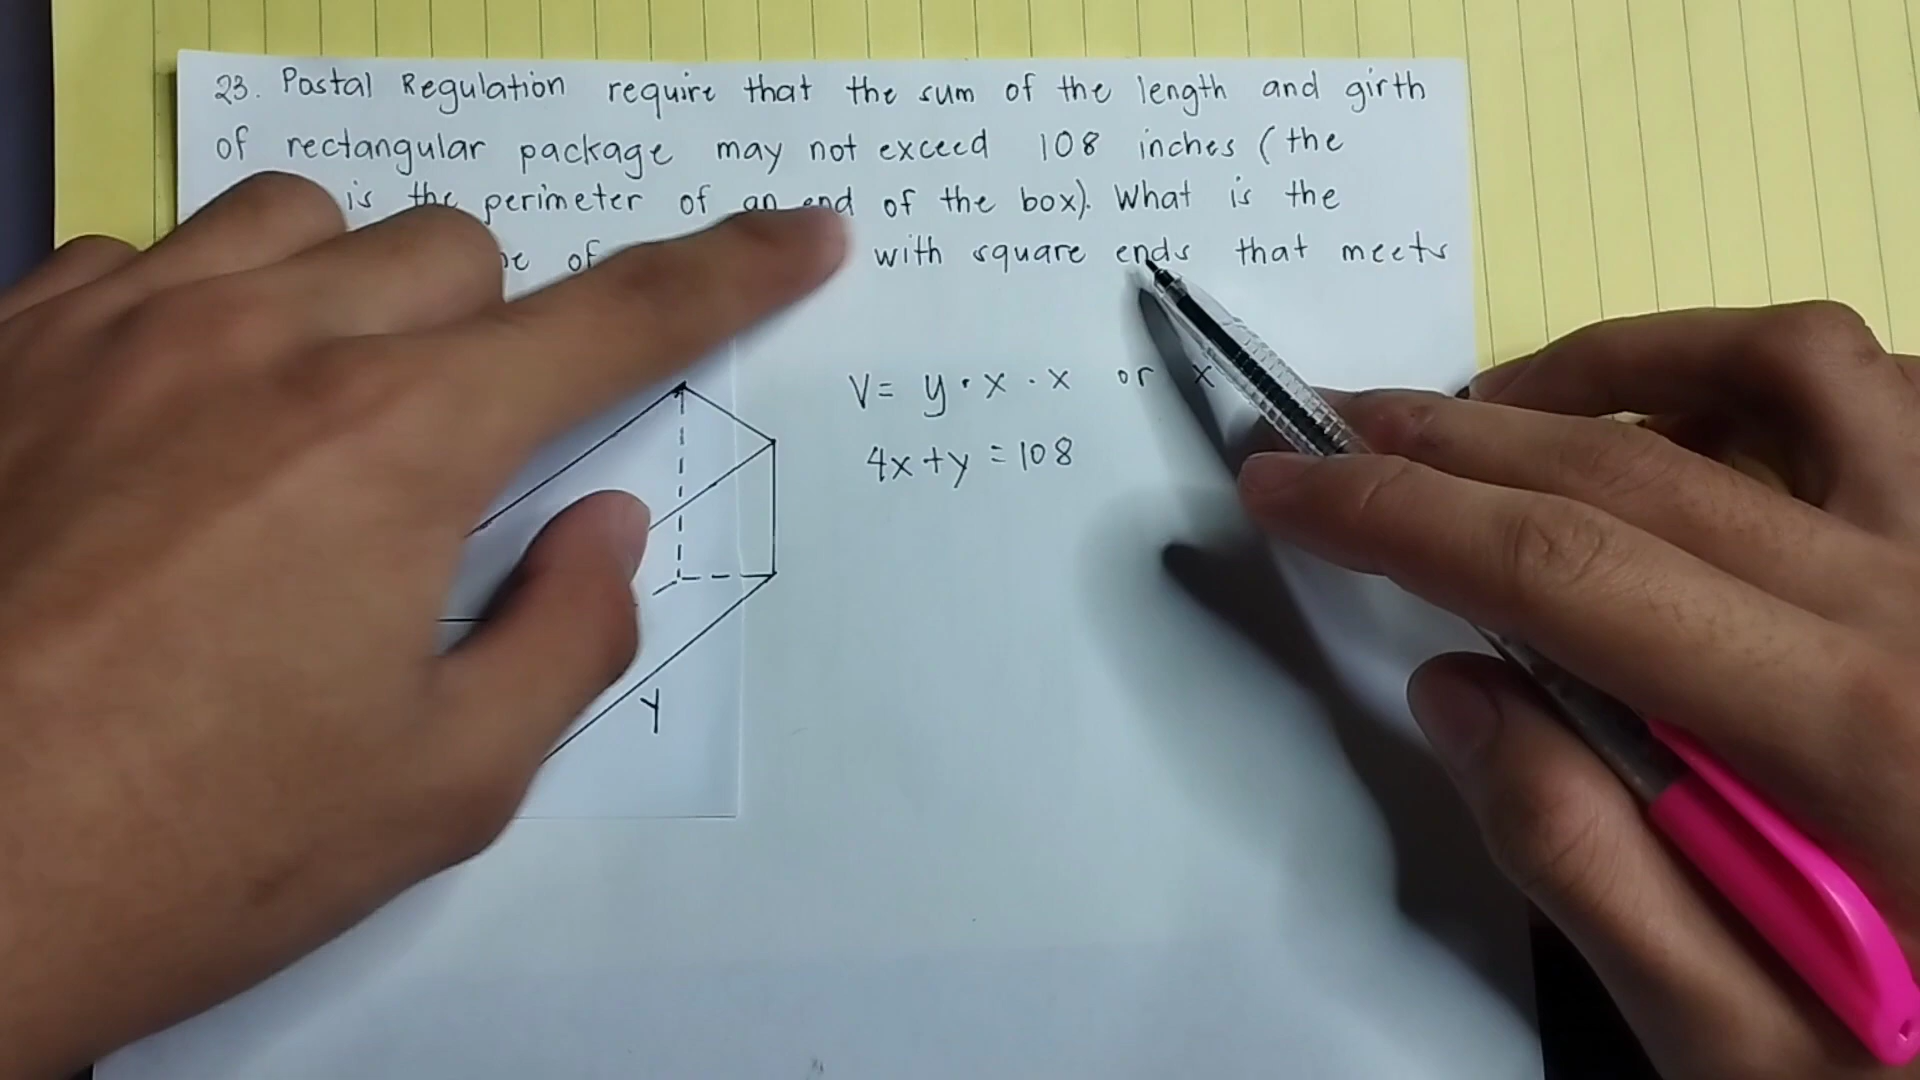 23. Postal Regulation require that the sum of the length and girth
of rectangular package may not exceed 108 inches (the
is the perimeter of an end of the box). What is the
of with square ends that meets
V= y · x · x or x
4x+y =108
Y